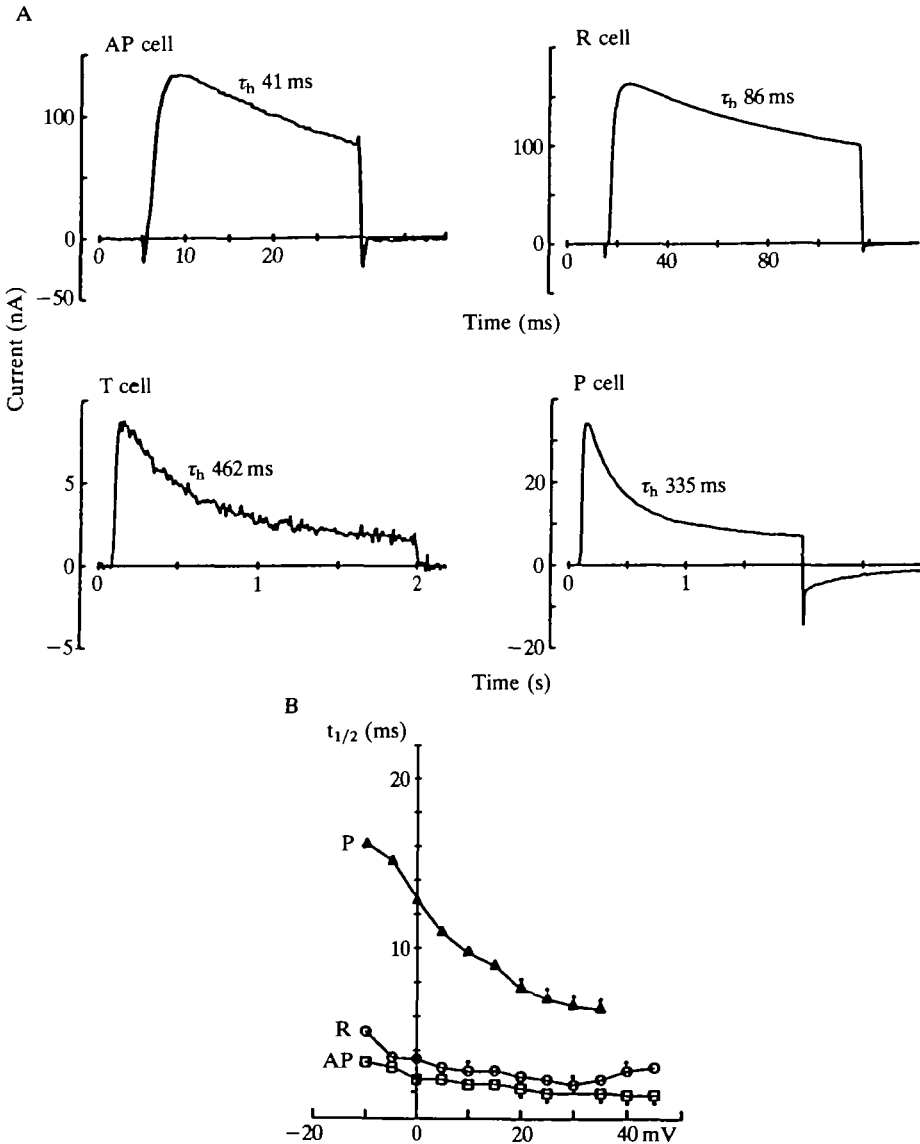 A
AP cell
R cell
τh 41 ms
τh 86 ms
100
100
0
0
0
10
20
0
40
80
−50
Time (ms)
Current (nA)
T cell
P cell
τh 462 ms
τh 335 ms
5
20
0
0
0
1
2
0
1
−5
−20
Time (s)
B
t1/2 (ms)
20
P
10
R
AP
−20
0
20
40 mV